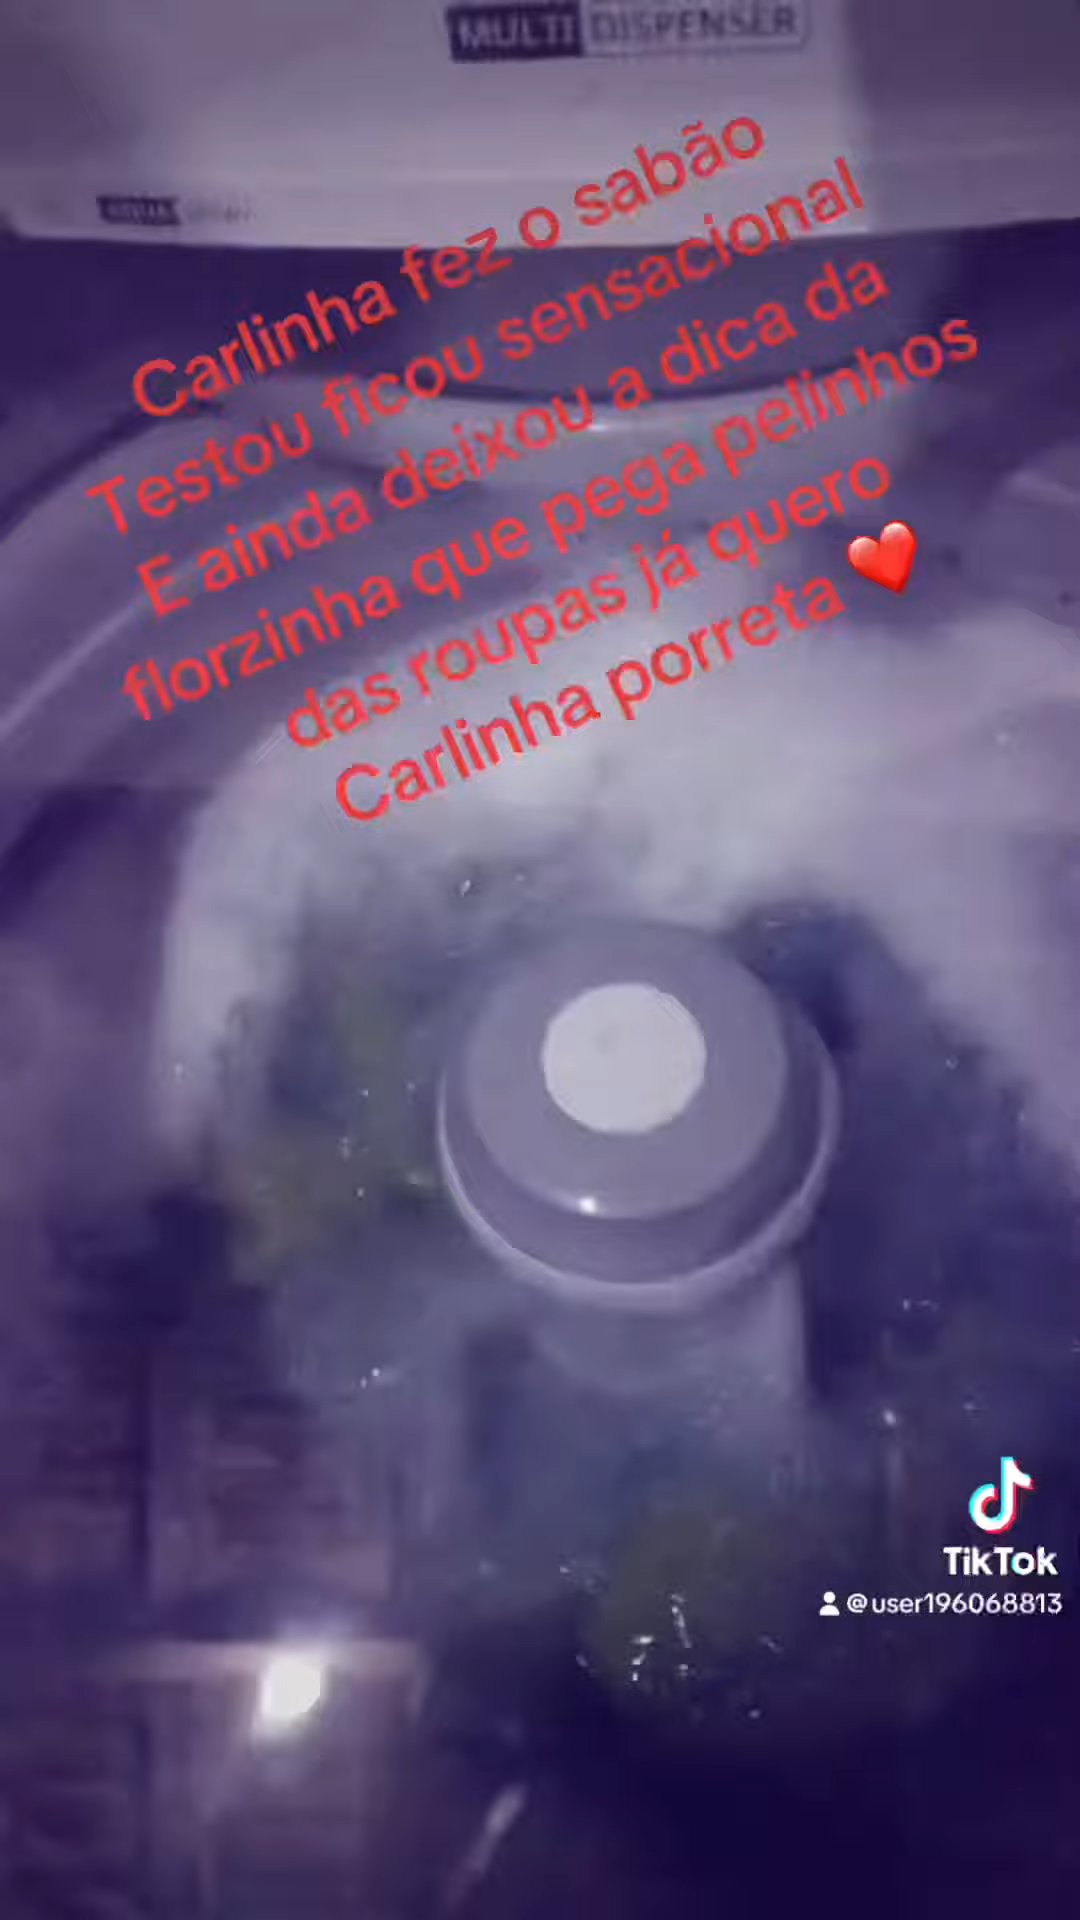 MULTI DISPENSER
Carlinha fez o sabão
Testou ficou sensacional
E ainda deixou a dica da
florzinha que pega pelinhos
das roupas já quero
Carlinha porreta ❤️
TikTok
@user196068813